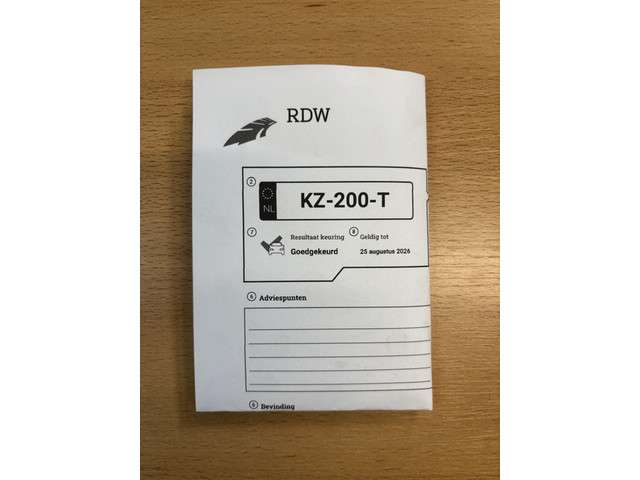 RDW
2
NL
KZ-200-T
7 Resultaat keuring 8 Geldig tot
Goedgekeurd 25 augustus 2026
6 Adviespunten
9 Bevinding